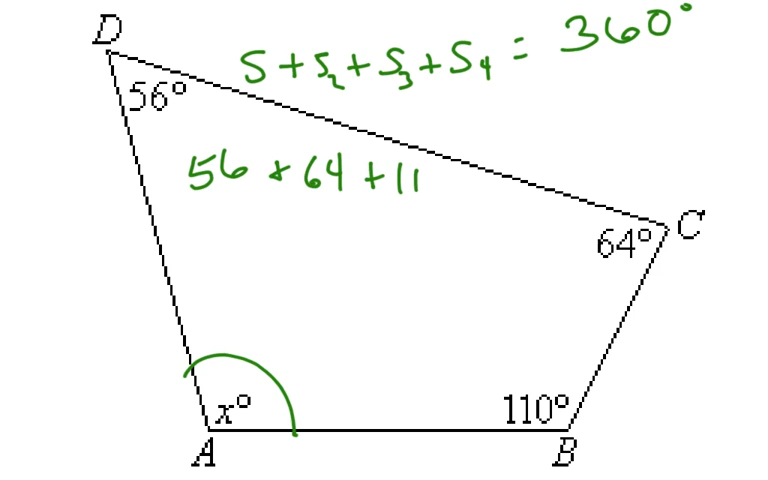 D
S + S₂ + S₃ + S₄ = 360°
56°
56 + 64 + 11
C
64°
x°
110°
A
B